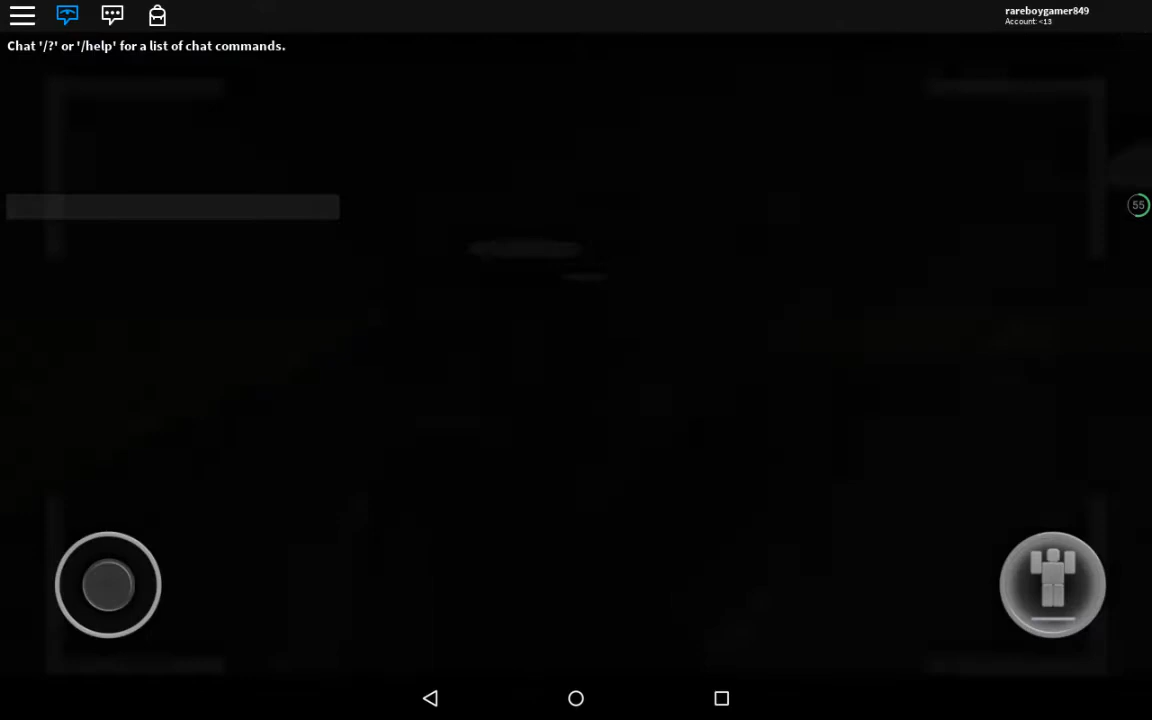 rareboygamer849
Account: <13
Chat '/?' or '/help' for a list of chat commands.
55